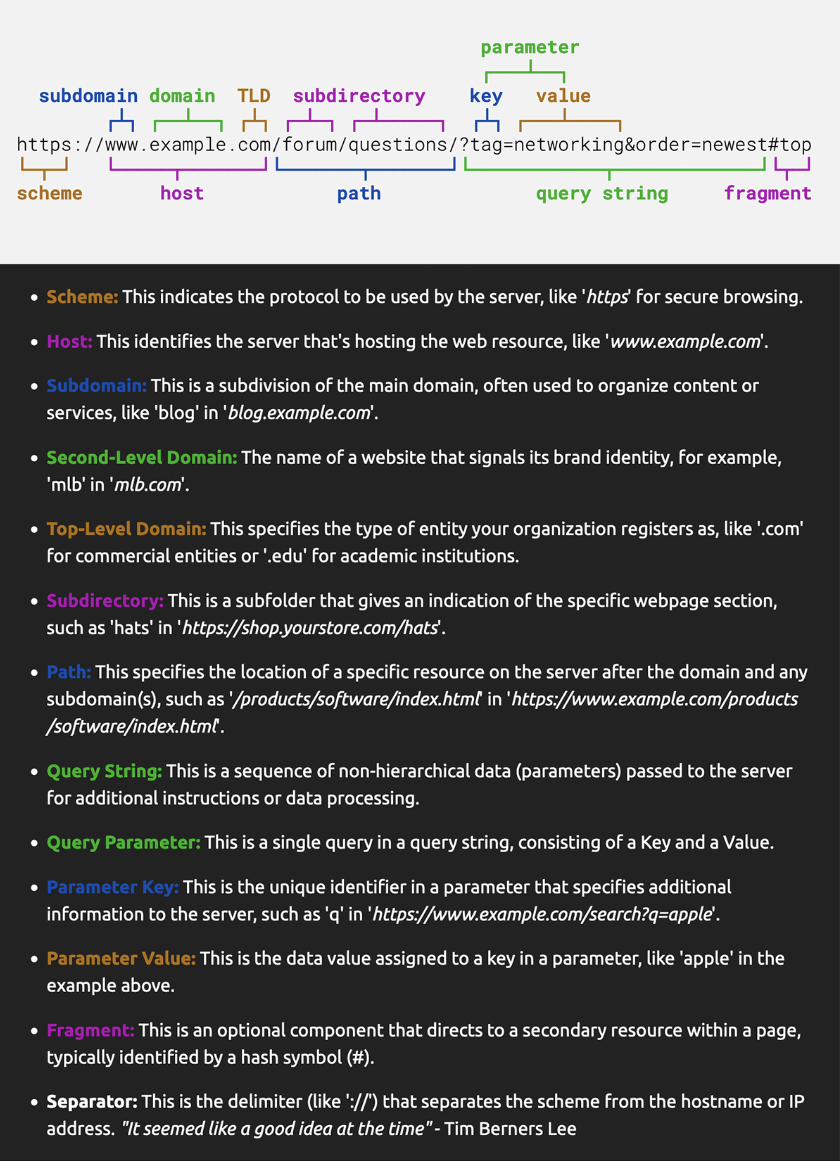 parameter
subdomain domain TLD subdirectory key value
https://www.example.com/forum/questions/?tag=networking&order=newest#top
scheme host path query string fragment
• Scheme: This indicates the protocol to be used by the server, like 'https' for secure browsing.
• Host: This identifies the server that's hosting the web resource, like 'www.example.com'.
• Subdomain: This is a subdivision of the main domain, often used to organize content or
services, like 'blog' in 'blog.example.com'.
• Second-Level Domain: The name of a website that signals its brand identity, for example,
'mlb' in 'mlb.com'.
• Top-Level Domain: This specifies the type of entity your organization registers as, like '.com'
for commercial entities or '.edu' for academic institutions.
• Subdirectory: This is a subfolder that gives an indication of the specific webpage section,
such as 'hats' in 'https://shop.yourstore.com/hats'.
• Path: This specifies the location of a specific resource on the server after the domain and any
subdomain(s), such as '/products/software/index.html' in 'https://www.example.com/products
/software/index.html'.
• Query String: This is a sequence of non-hierarchical data (parameters) passed to the server
for additional instructions or data processing.
• Query Parameter: This is a single query in a query string, consisting of a Key and a Value.
• Parameter Key: This is the unique identifier in a parameter that specifies additional
information to the server, such as 'q' in 'https://www.example.com/search?q=apple'.
• Parameter Value: This is the data value assigned to a key in a parameter, like 'apple' in the
example above.
• Fragment: This is an optional component that directs to a secondary resource within a page,
typically identified by a hash symbol (#).
• Separator: This is the delimiter (like '://') that separates the scheme from the hostname or IP
address. "It seemed like a good idea at the time" - Tim Berners Lee